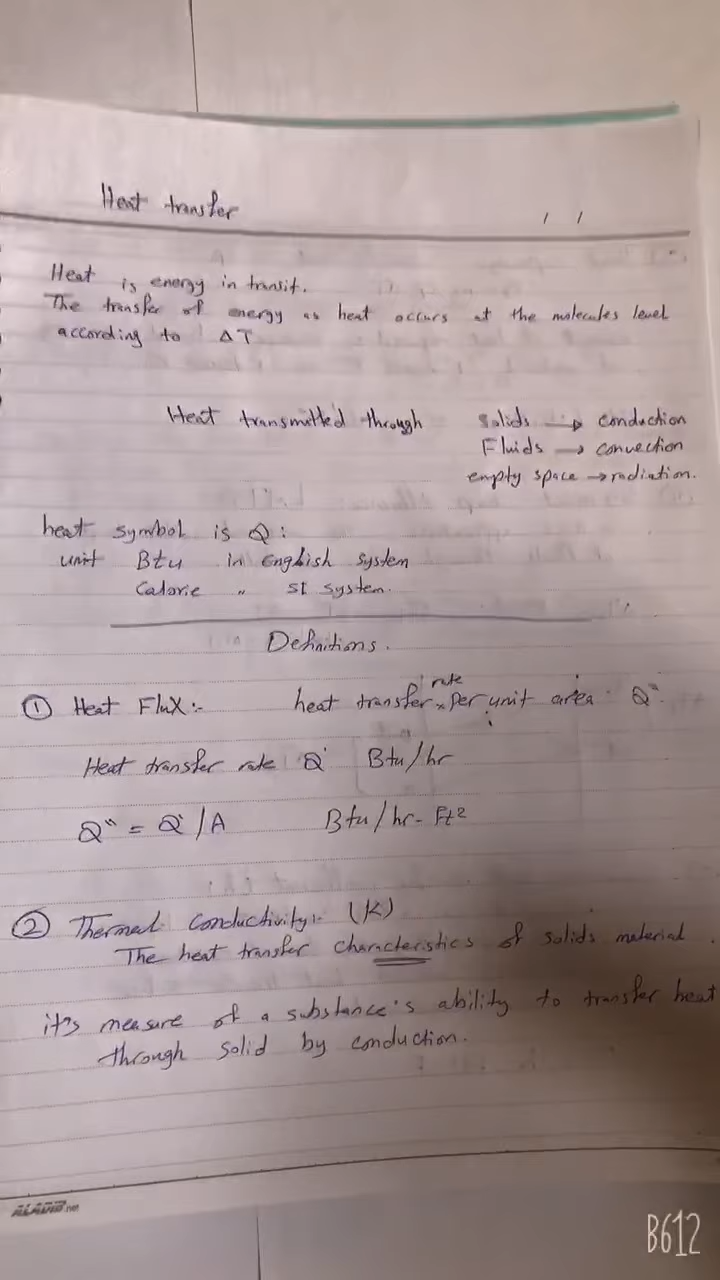 Heat transfer
/ /
Heat is energy in transit.
The transfer of energy as heat occurs at the molecules level
according to ΔT
Heat transmitted through solids → conduction
Fluids → convection
empty space → radiation.
heat symbol is Q:
unit Btu in English system
Calorie " SI system.
Definitions.
① Heat Flux:- heat transfer rate per unit area Q̇".
Heat transfer rate Q̇ Btu/hr
Q̇" = Q̇/A Btu/hr-Ft²
② Thermal conductivity:- (K)
The heat transfer characteristics of solids material.
it's measure of a substance's ability to transfer heat
through solid by conduction.
ALADIB.net
B612